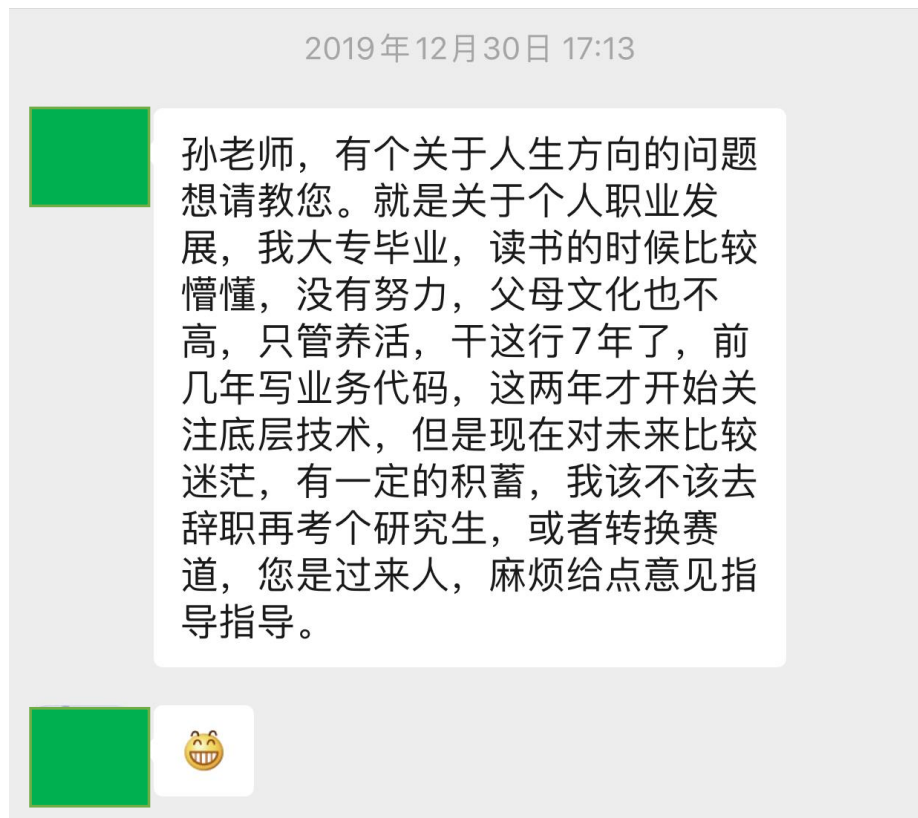 2019年12月30日 17:13
孙老师，有个关于人生方向的问题
想请教您。就是关于个人职业发
展，我大专毕业，读书的时候比较
懵懂，没有努力，父母文化也不
高，只管养活，干这行7年了，前
几年写业务代码，这两年才开始关
注底层技术，但是现在对未来比较
迷茫，有一定的积蓄，我该不该去
辞职再考个研究生，或者转换赛
道，您是过来人，麻烦给点意见指
导指导。